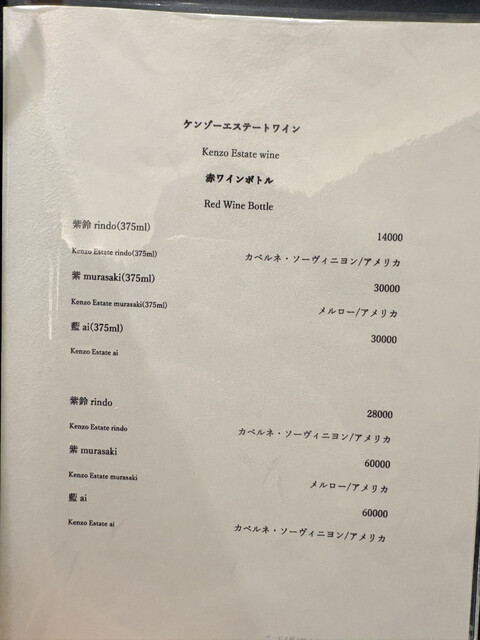 ケンゾーエステートワイン
Kenzo Estate wine
赤ワインボトル
Red Wine Bottle
紫鈴 rindo(375ml)
14000
Kenzo Estate rindo(375ml)
カベルネ・ソーヴィニヨン/アメリカ
紫 murasaki(375ml)
30000
Kenzo Estate murasaki(375ml)
メルロー/アメリカ
藍 ai(375ml)
30000
Kenzo Estate ai
紫鈴 rindo
28000
Kenzo Estate rindo
カベルネ・ソーヴィニヨン/アメリカ
紫 murasaki
60000
Kenzo Estate murasaki
メルロー/アメリカ
藍 ai
60000
Kenzo Estate ai
カベルネ・ソーヴィニヨン/アメリカ